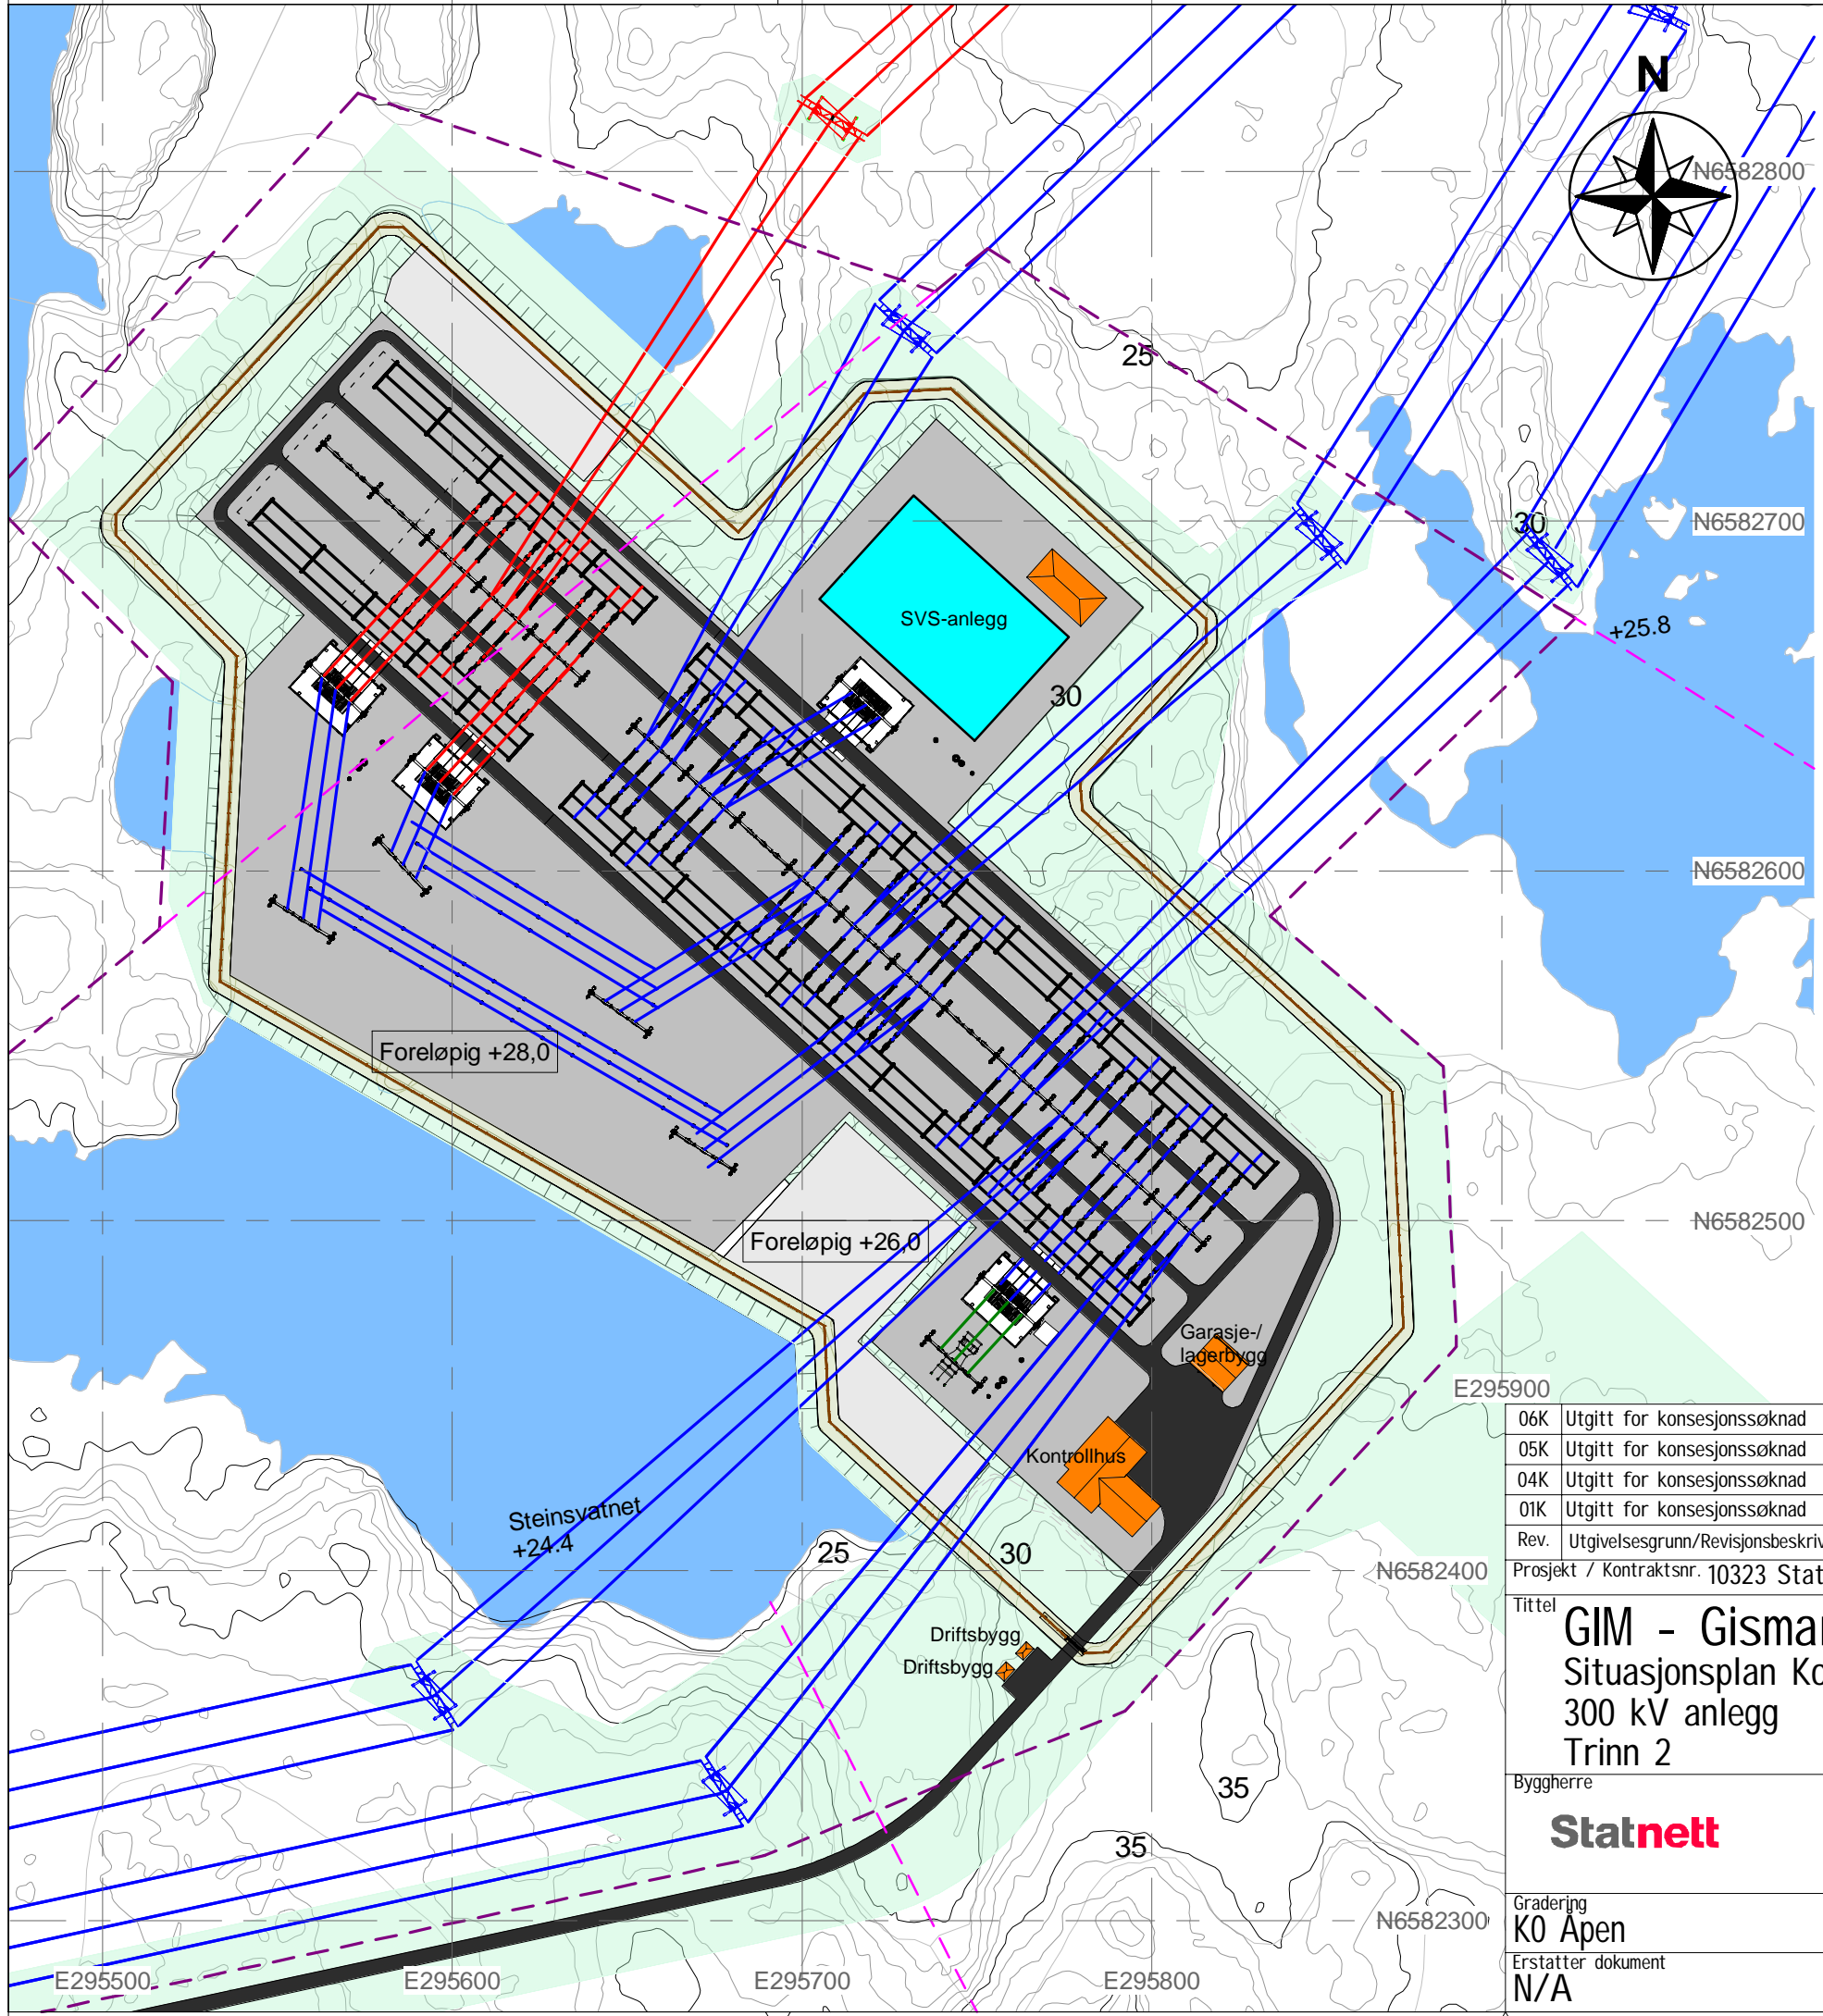 N
N6582800
25
30
N6582700
SVS-anlegg
+25.8
30
N6582600
Foreløpig +28,0
N6582500
Foreløpig +26,0
Garasje-/
lagerbygg
E295900
Kontrollhus
Steinsvatnet
+24.4
25
30
N6582400
Driftsbygg
Driftsbygg
35
35
N6582300
E295500
E295600
E295700
E295800
06K Utgitt for konsesjonssøknad
05K Utgitt for konsesjonssøknad
04K Utgitt for konsesjonssøknad
01K Utgitt for konsesjonssøknad
Rev. Utgivelsesgrunn/Revisjonsbeskriv
Prosjekt / Kontraktsnr. 10323 Stat
Tittel
GIM - Gismar
Situasjonsplan Ko
300 kV anlegg
Trinn 2
Byggherre
Statnett
Gradering
K0 Åpen
Erstatter dokument
N/A